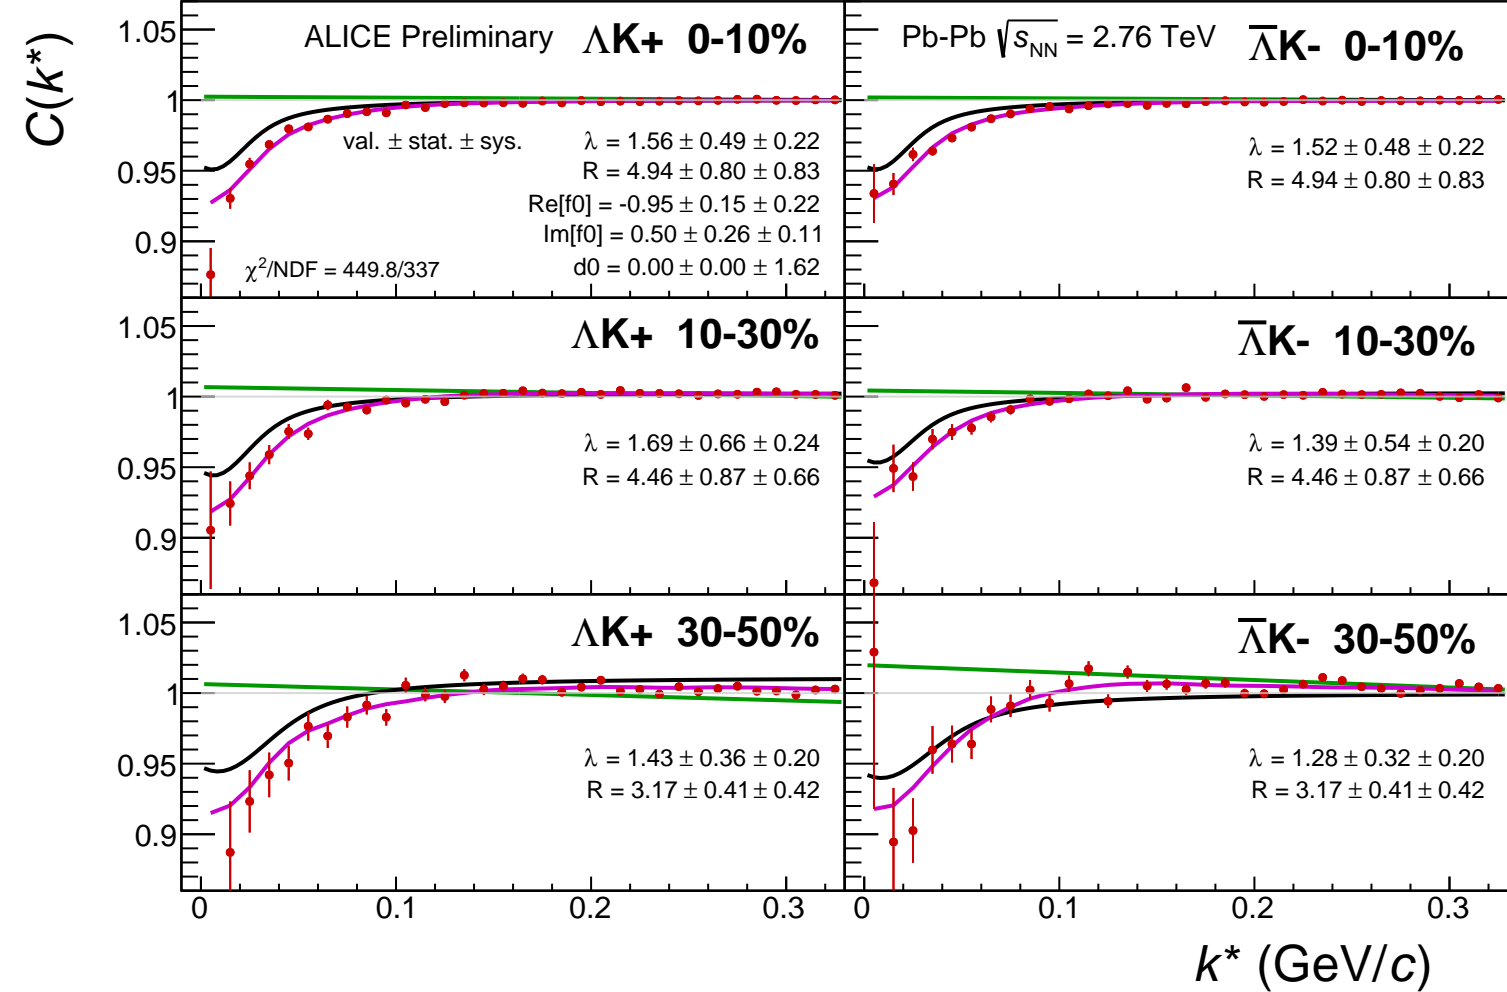 C(k*)
1.05
1
0.95
0.9
ALICE Preliminary ΛK+ 0-10%
val. ± stat. ± sys.
λ = 1.56 ± 0.49 ± 0.22
R = 4.94 ± 0.80 ± 0.83
Re[f0] = -0.95 ± 0.15 ± 0.22
Im[f0] = 0.50 ± 0.26 ± 0.11
d0 = 0.00 ± 0.00 ± 1.62
χ²/NDF = 449.8/337
Pb-Pb √s_NN = 2.76 TeV Λ̅K- 0-10%
λ = 1.52 ± 0.48 ± 0.22
R = 4.94 ± 0.80 ± 0.83
1.05
1
0.95
0.9
ΛK+ 10-30%
λ = 1.69 ± 0.66 ± 0.24
R = 4.46 ± 0.87 ± 0.66
Λ̅K- 10-30%
λ = 1.39 ± 0.54 ± 0.20
R = 4.46 ± 0.87 ± 0.66
1.05
1
0.95
0.9
ΛK+ 30-50%
λ = 1.43 ± 0.36 ± 0.20
R = 3.17 ± 0.41 ± 0.42
Λ̅K- 30-50%
λ = 1.28 ± 0.32 ± 0.20
R = 3.17 ± 0.41 ± 0.42
0 0.1 0.2 0.3 0 0.1 0.2 0.3
k* (GeV/c)